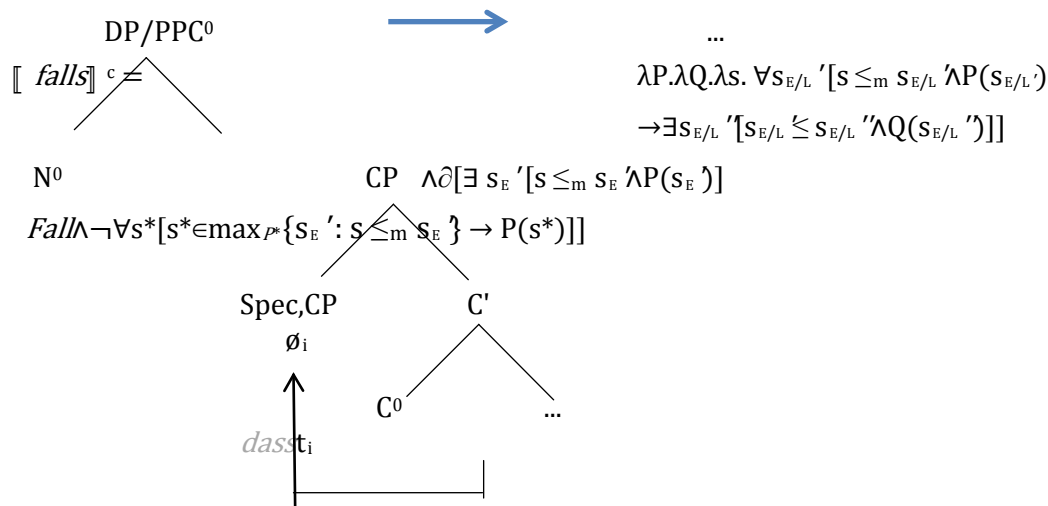 DP/PPC⁰ ...
⟦ falls⟧ ᶜ = λP.λQ.λs. ∀s_E/L ′[s ≤_m s_E/L ′∧P(s_E/L ′)
→∃s_E/L ″[s_E/L ′≤ s_E/L ″∧Q(s_E/L ″)]]
N⁰ CP ∧∂[∃ s_E ′[s ≤_m s_E ′∧P(s_E ′)]
Fall∧¬∀s*[s*∈max_P*{s_E ′: s ≤_m s_E ′} → P(s*)]]
Spec,CP C'
ø_i
C⁰ ...
dass t_i